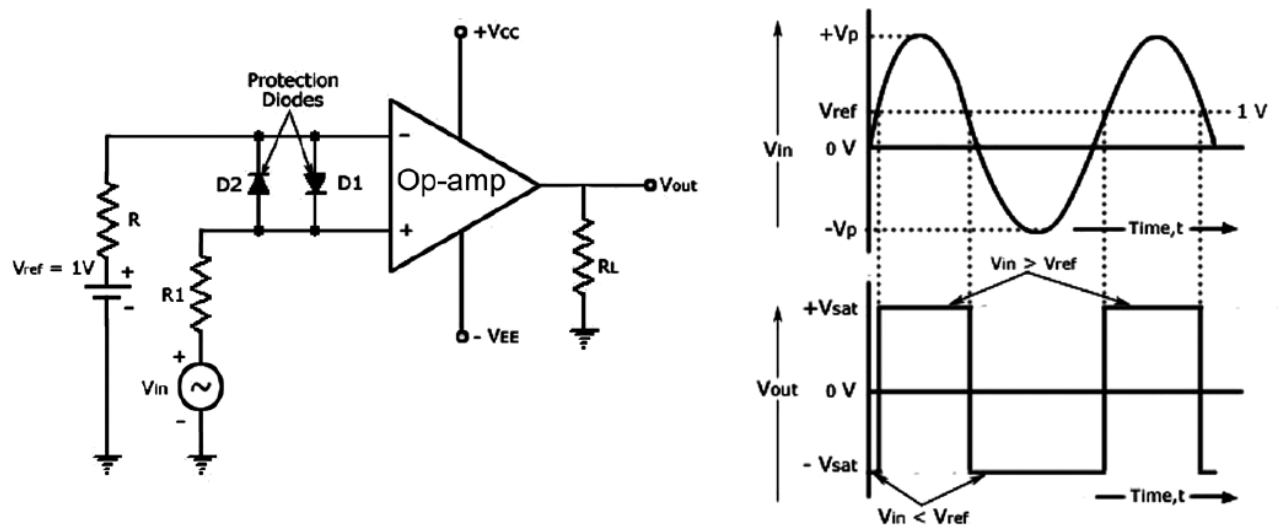 +VCC
Protection
Diodes
−
D2
D1
Op-amp
Vout
R
+
Vref = 1V
+
-
R1
RL
+
Vin
~
-
- VEE
+Vp
Vref
1 V
Vin
0 V
-Vp
Time,t
Vin > Vref
+Vsat
Vout
0 V
- Vsat
Time,t
Vin < Vref